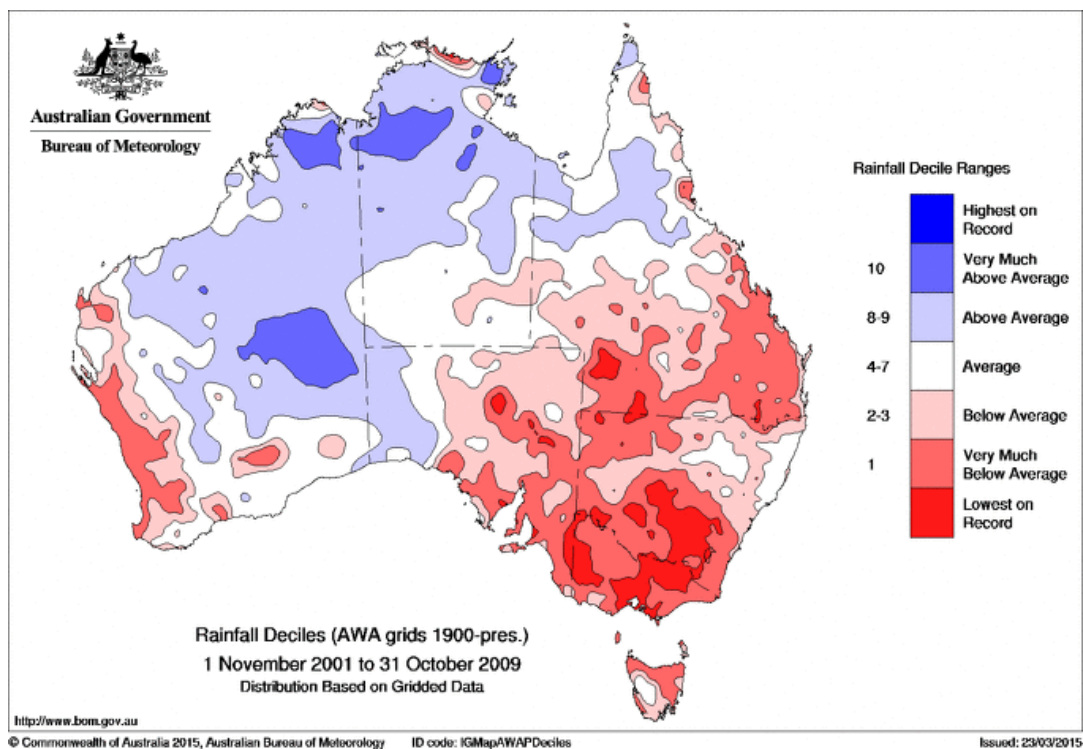 Australian Government
Bureau of Meteorology
Rainfall Decile Ranges
Highest on
Record
10
Very Much
Above Average
8-9
Above Average
4-7
Average
2-3
Below Average
1
Very Much
Below Average
Lowest on
Record
Rainfall Deciles (AWA grids 1900-pres.)
1 November 2001 to 31 October 2009
Distribution Based on Gridded Data
http://www.bom.gov.au
© Commonwealth of Australia 2015, Australian Bureau of Meteorology ID code: IGMapAWAPDeciles Issued: 23/03/2015